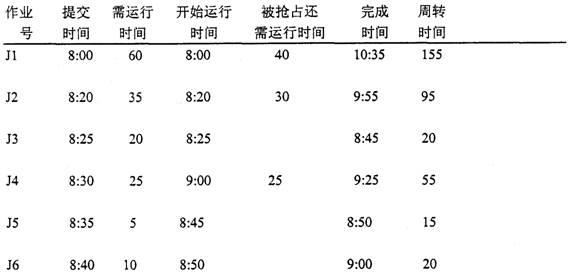 作业 提交 需运行 开始运行 被抢占还 完成 周转
号 时间 时间 时间 需运行时间 时间 时间
J1 8:00 60 8:00 40 10:35 155
J2 8:20 35 8:20 30 9:55 95
J3 8:25 20 8:25 8:45 20
J4 8:30 25 9:00 25 9:25 55
J5 8:35 5 8:45 8:50 15
J6 8:40 10 8:50 9:00 20